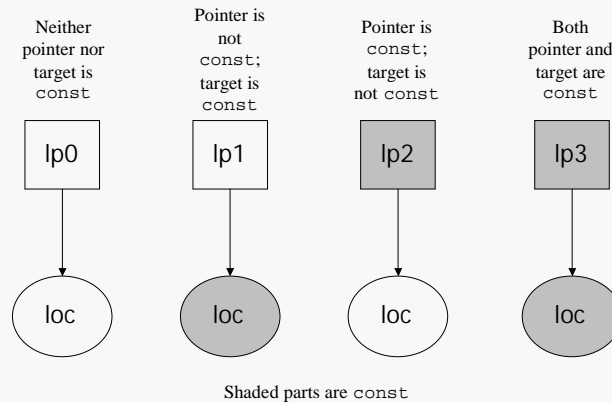 Neither
pointer nor
target is
const
Pointer is
not
const;
target is
const
Pointer is
const;
target is
not const
Both
pointer and
target are
const
lp0
lp1
lp2
lp3
loc
loc
loc
loc
Shaded parts are const